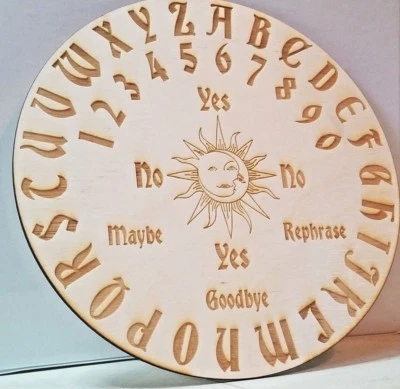 A B C D E F G H I J K L M N O P Q R S T U V W X Y Z
1 2 3 4 5 6 7 8 9 0
Yes
No No
Maybe Rephrase
Yes
Goodbye